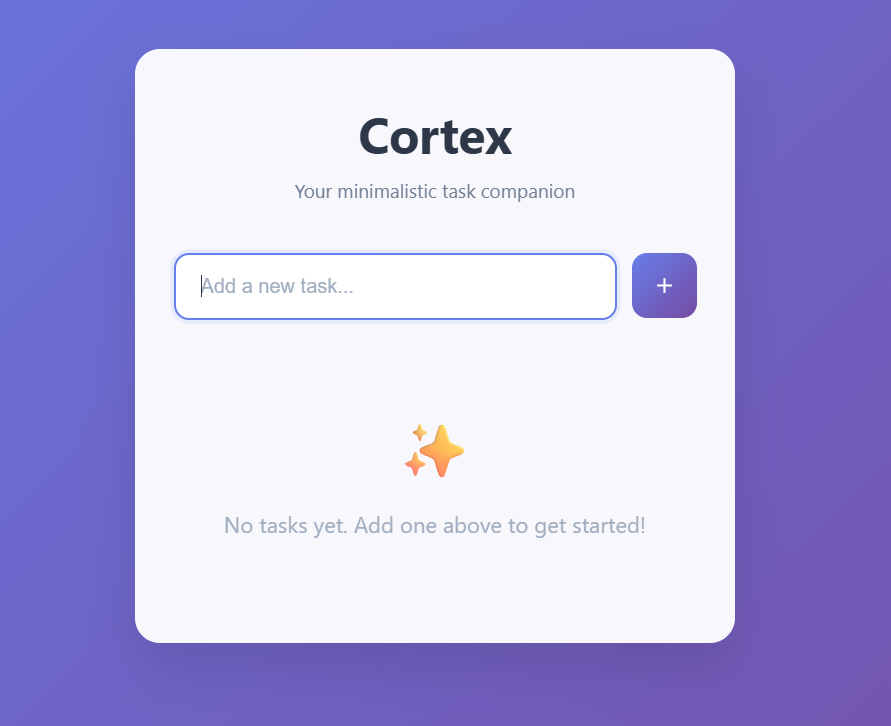 Cortex
Your minimalistic task companion
Add a new task...
+
No tasks yet. Add one above to get started!